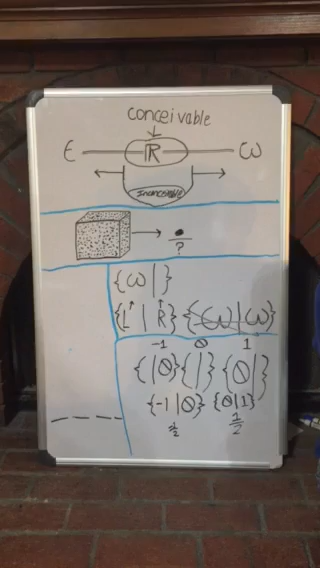 conceivable
ε ℝ ω
Inconceivable
?
{ω|}
{L|R} {-ω|ω}
-1 0 1
{|0} {|} {0|}
{-1|0} {0|1}
-1/2 1/2